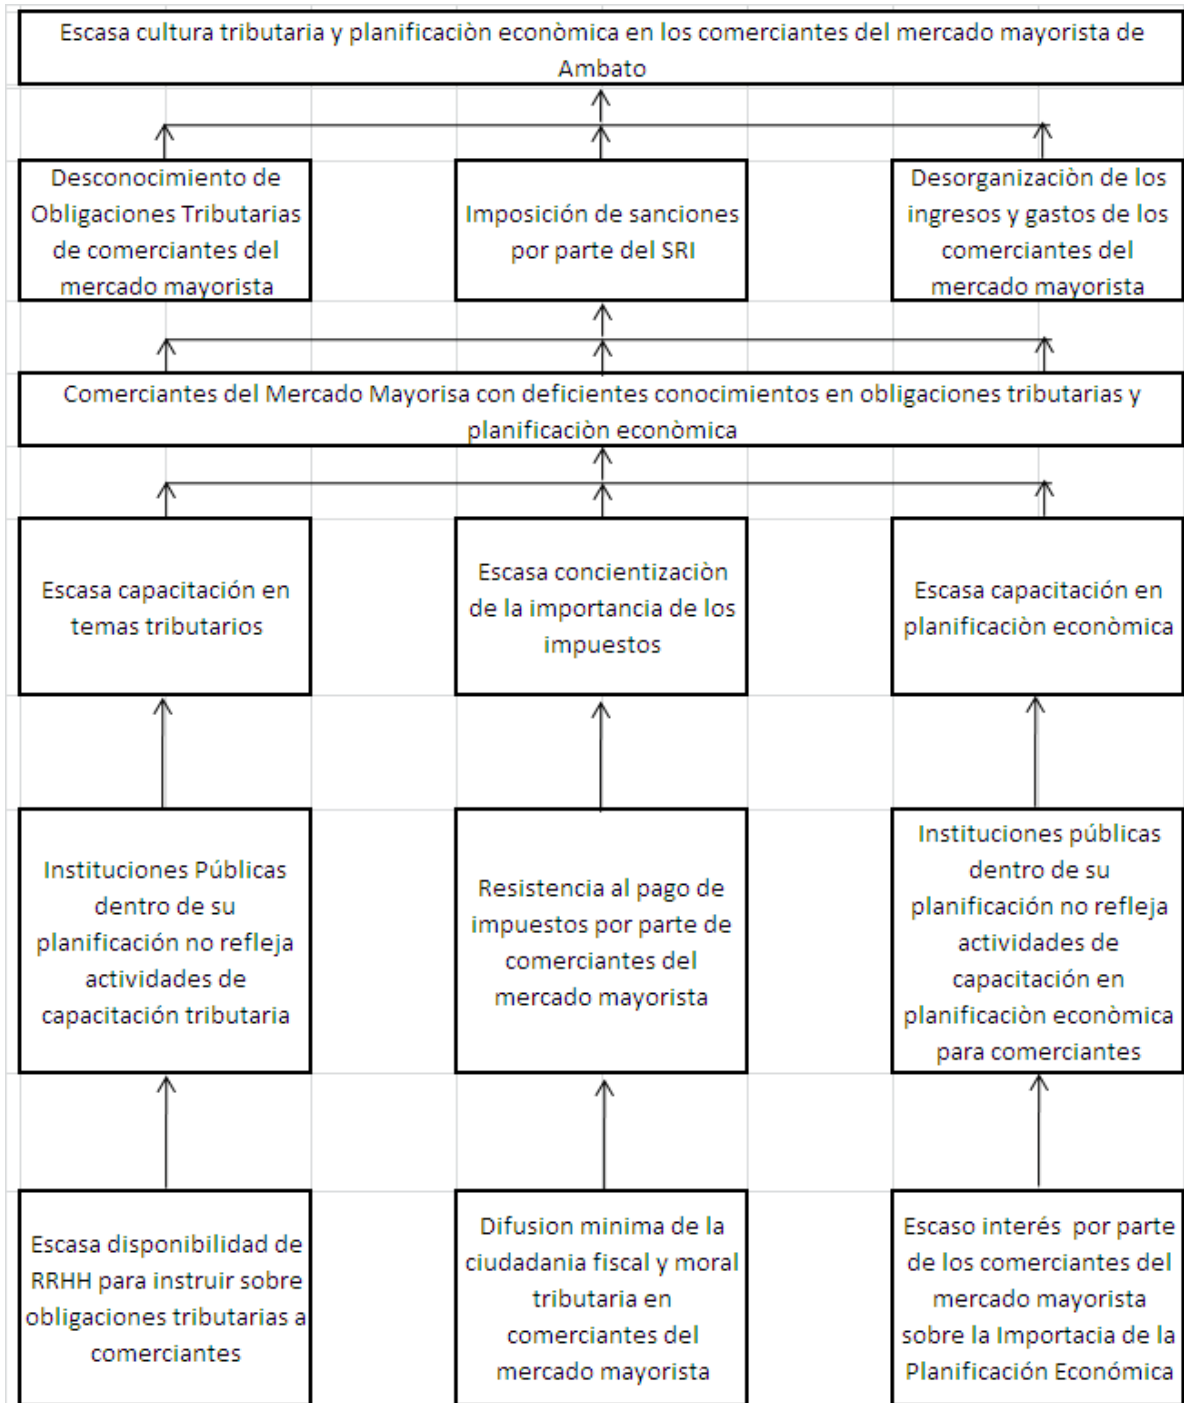 Escasa cultura tributaria y planificaciòn econòmica en los comerciantes del mercado mayorista de
Ambato
Desconocimiento de
Obligaciones Tributarias
de comerciantes del
mercado mayorista
Imposición de sanciones
por parte del SRI
Desorganizaciòn de los
ingresos y gastos de los
comerciantes del
mercado mayorista
Comerciantes del Mercado Mayorisa con deficientes conocimientos en obligaciones tributarias y
planificaciòn econòmica
Escasa capacitación en
temas tributarios
Escasa concientizaciòn
de la importancia de los
impuestos
Escasa capacitación en
planificaciòn econòmica
Instituciones Públicas
dentro de su
planificación no refleja
actividades de
capacitación tributaria
Resistencia al pago de
impuestos por parte de
comerciantes del
mercado mayorista
Instituciones públicas
dentro de su
planificación no refleja
actividades de
capacitación en
planificaciòn econòmica
para comerciantes
Escasa disponibilidad de
RRHH para instruir sobre
obligaciones tributarias a
comerciantes
Difusion minima de la
ciudadania fiscal y moral
tributaria en
comerciantes del
mercado mayorista
Escaso interés  por parte
de los comerciantes del
mercado mayorista
sobre la Importacia de la
Planificación Económica